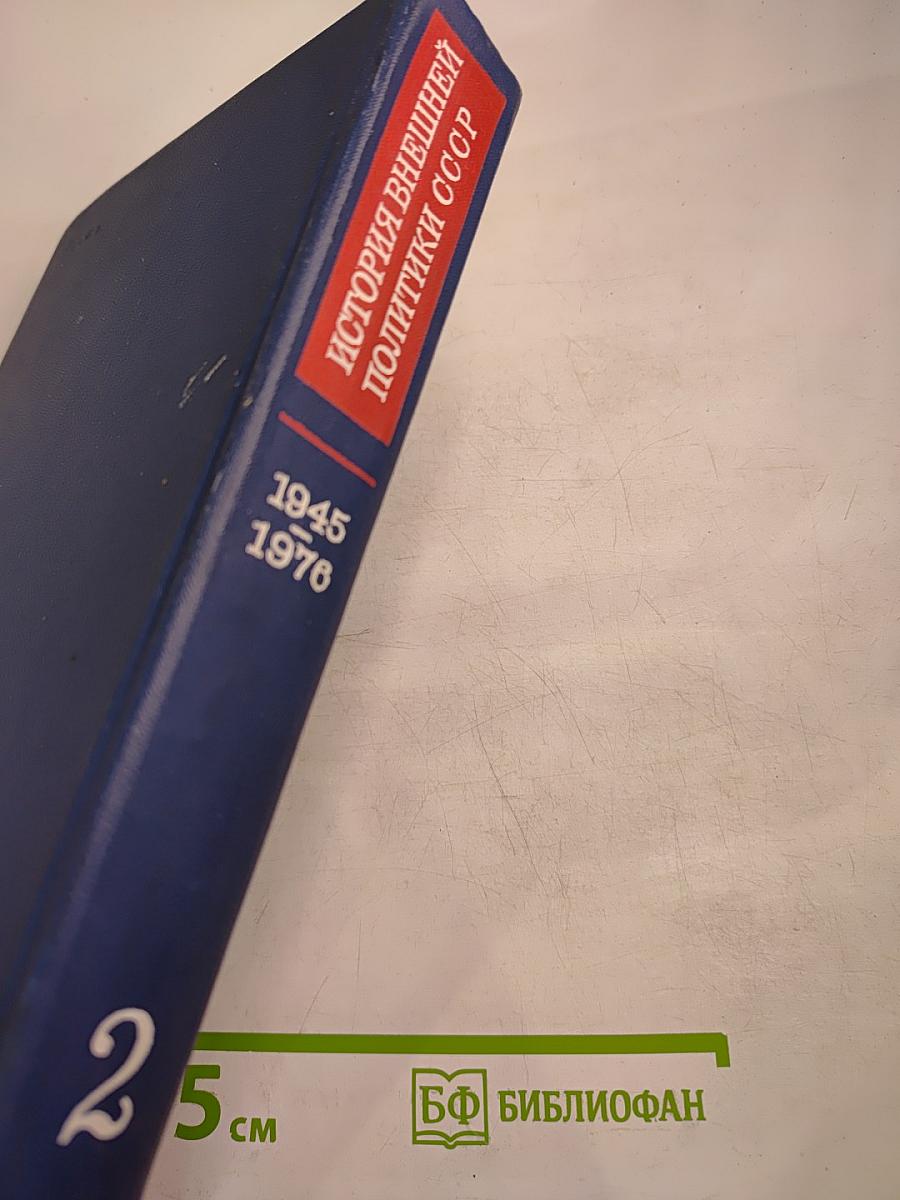 ИСТОРИЯ ВНЕШНЕЙ
ПОЛИТИКИ СССР
1945
–
1976
2
5 см
БФ БИБЛИОФАН